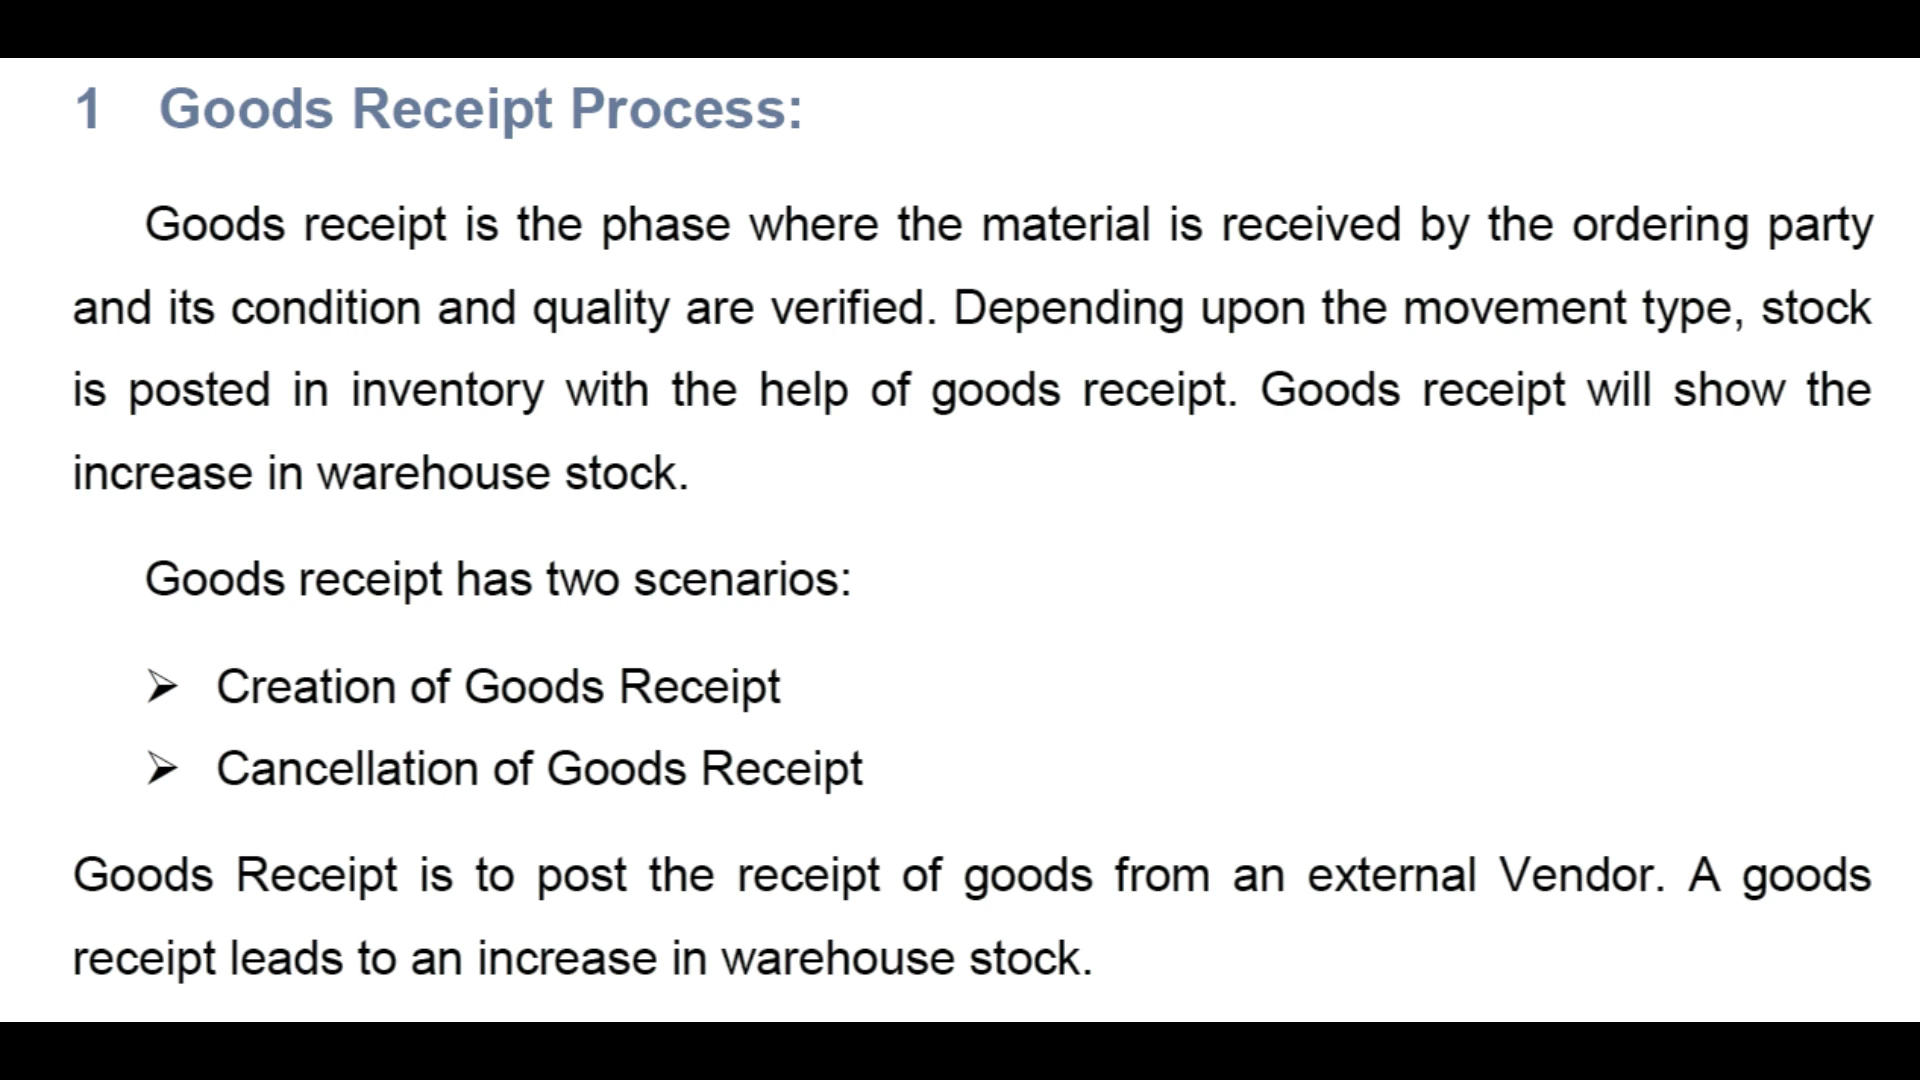 1 Goods Receipt Process:
Goods receipt is the phase where the material is received by the ordering party
and its condition and quality are verified. Depending upon the movement type, stock
is posted in inventory with the help of goods receipt. Goods receipt will show the
increase in warehouse stock.
Goods receipt has two scenarios:
➢ Creation of Goods Receipt
➢ Cancellation of Goods Receipt
Goods Receipt is to post the receipt of goods from an external Vendor. A goods
receipt leads to an increase in warehouse stock.